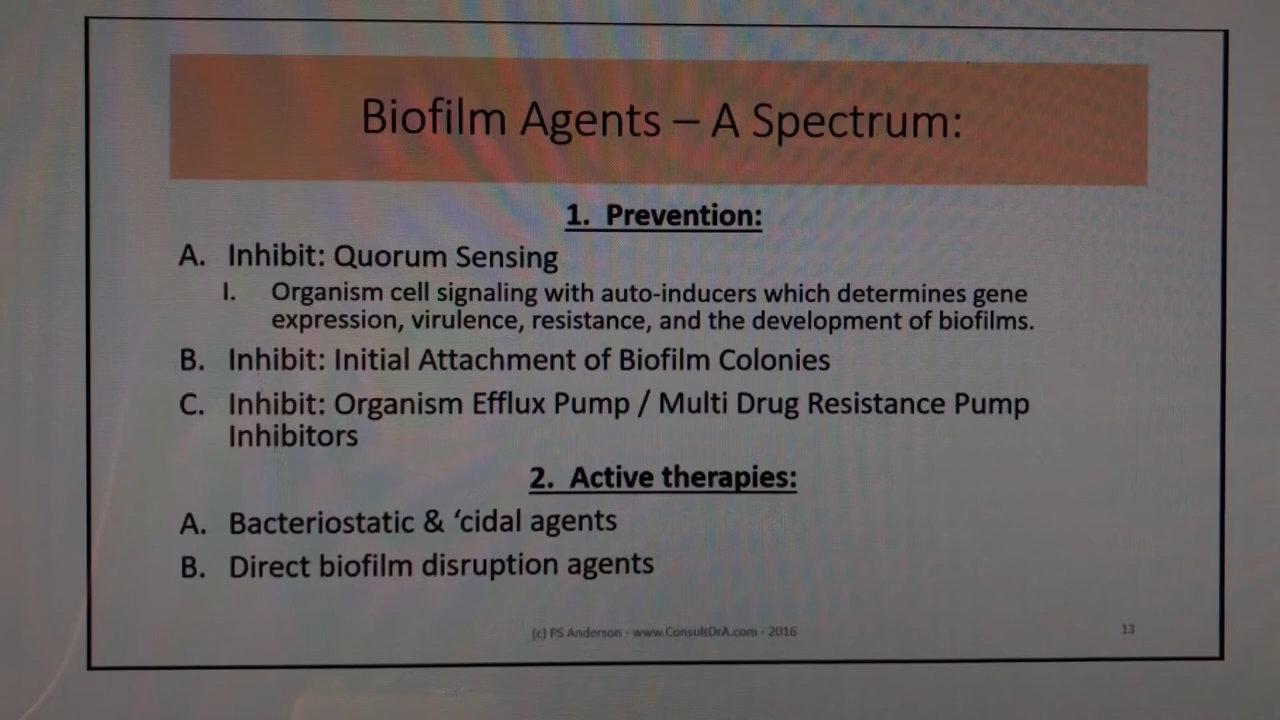 Biofilm Agents – A Spectrum:
1. Prevention:
A. Inhibit: Quorum Sensing
I. Organism cell signaling with auto-inducers which determines gene
expression, virulence, resistance, and the development of biofilms.
B. Inhibit: Initial Attachment of Biofilm Colonies
C. Inhibit: Organism Efflux Pump / Multi Drug Resistance Pump
Inhibitors
2. Active therapies:
A. Bacteriostatic & ‘cidal agents
B. Direct biofilm disruption agents
(c) PS Anderson - www.ConsultDrA.com - 2016
13